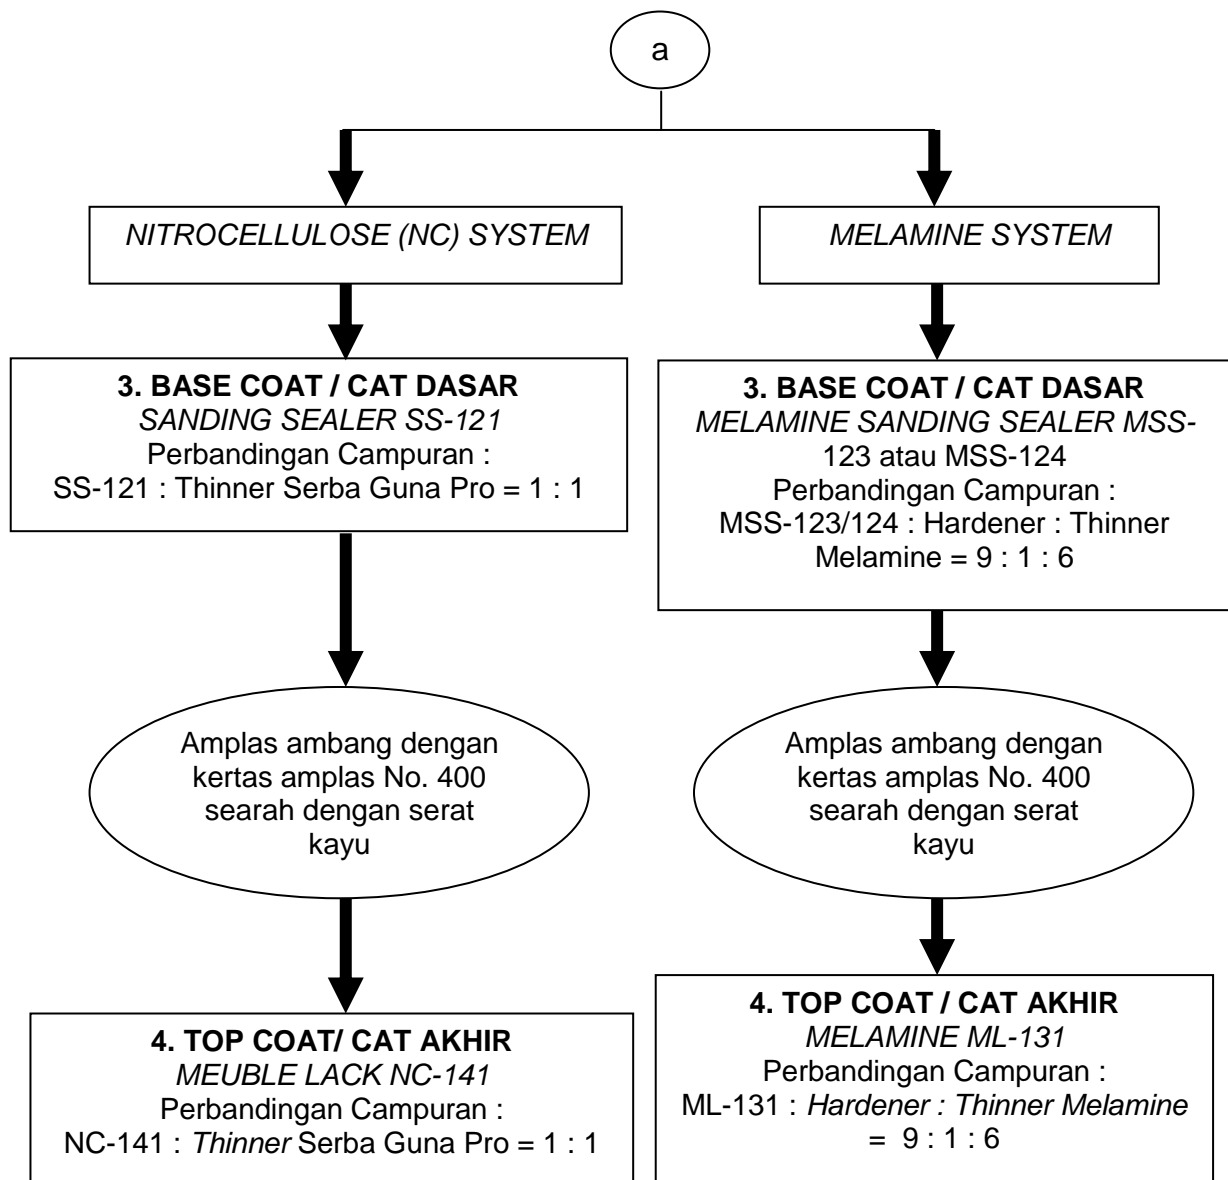 a
NITROCELLULOSE (NC) SYSTEM
3. BASE COAT / CAT DASAR
SANDING SEALER SS-121
Perbandingan Campuran :
SS-121 : Thinner Serba Guna Pro = 1 : 1
Amplas ambang dengan
kertas amplas No. 400
searah dengan serat
kayu
4. TOP COAT/ CAT AKHIR
MEUBLE LACK NC-141
Perbandingan Campuran :
NC-141 : Thinner Serba Guna Pro = 1 : 1
MELAMINE SYSTEM
3. BASE COAT / CAT DASAR
MELAMINE SANDING SEALER MSS-
123 atau MSS-124
Perbandingan Campuran :
MSS-123/124 : Hardener : Thinner
Melamine = 9 : 1 : 6
Amplas ambang dengan
kertas amplas No. 400
searah dengan serat
kayu
4. TOP COAT / CAT AKHIR
MELAMINE ML-131
Perbandingan Campuran :
ML-131 : Hardener : Thinner Melamine
= 9 : 1 : 6